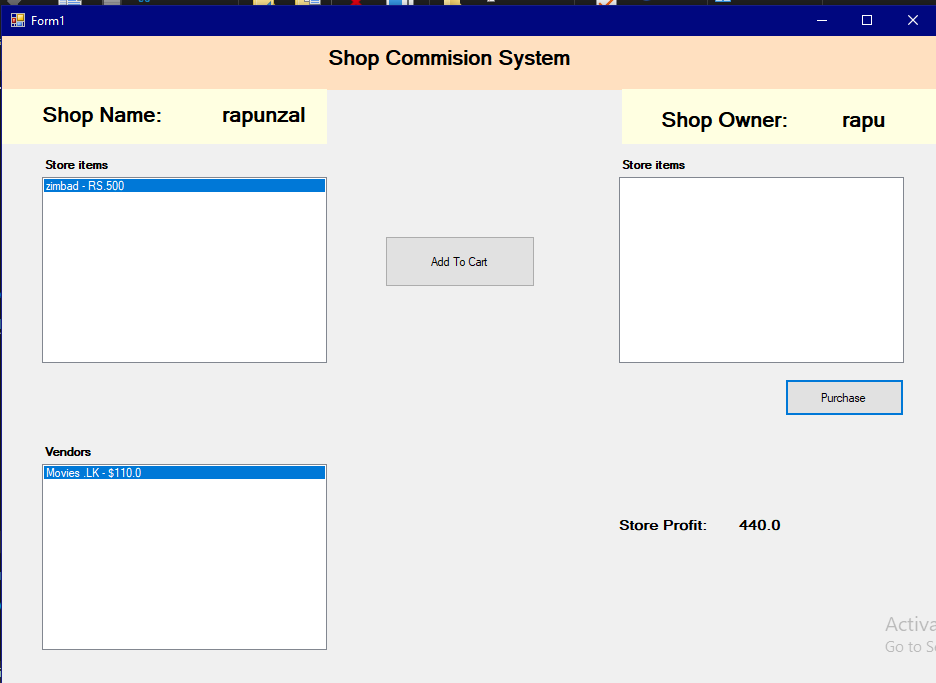 Form1
Shop Commision System
Shop Name: rapunzal
Shop Owner: rapu
Store items
Store items
zimbad - RS.500
Add To Cart
Purchase
Vendors
Movies .LK - $110.0
Store Profit: 440.0
Activa
Go to S